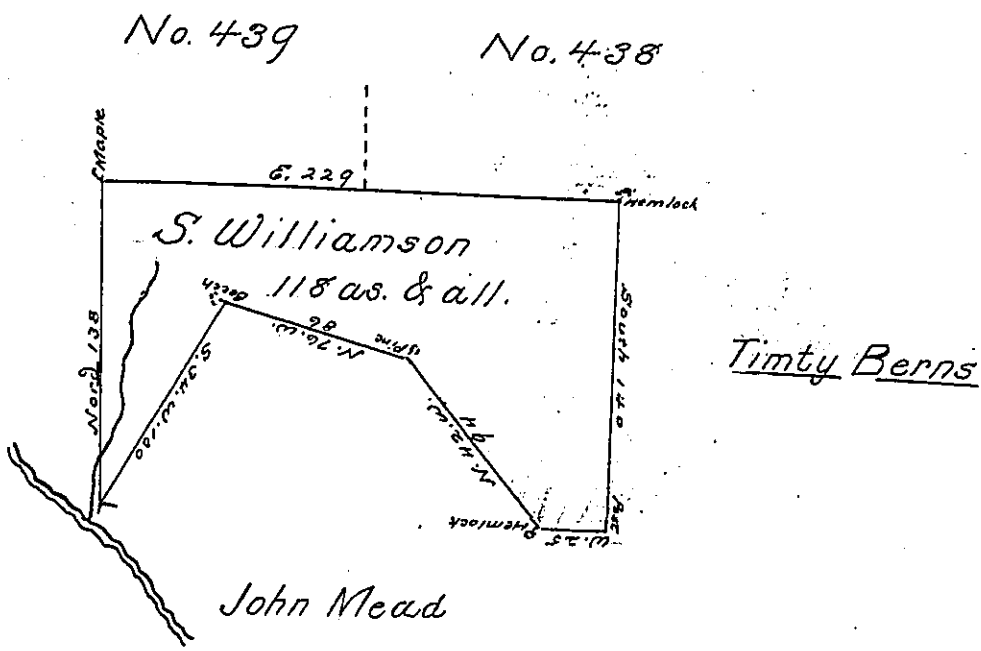 No. 439
No. 438
Maple
E. 229
Hemlock
S. Williamson
118 as. & all.
Beech
N. 76. W.
86
Pine
Nord 138
S. 34. W. 100
South 140
Timty Berns
N. 42. W.
94
Hemlock
W. 25
John Mead